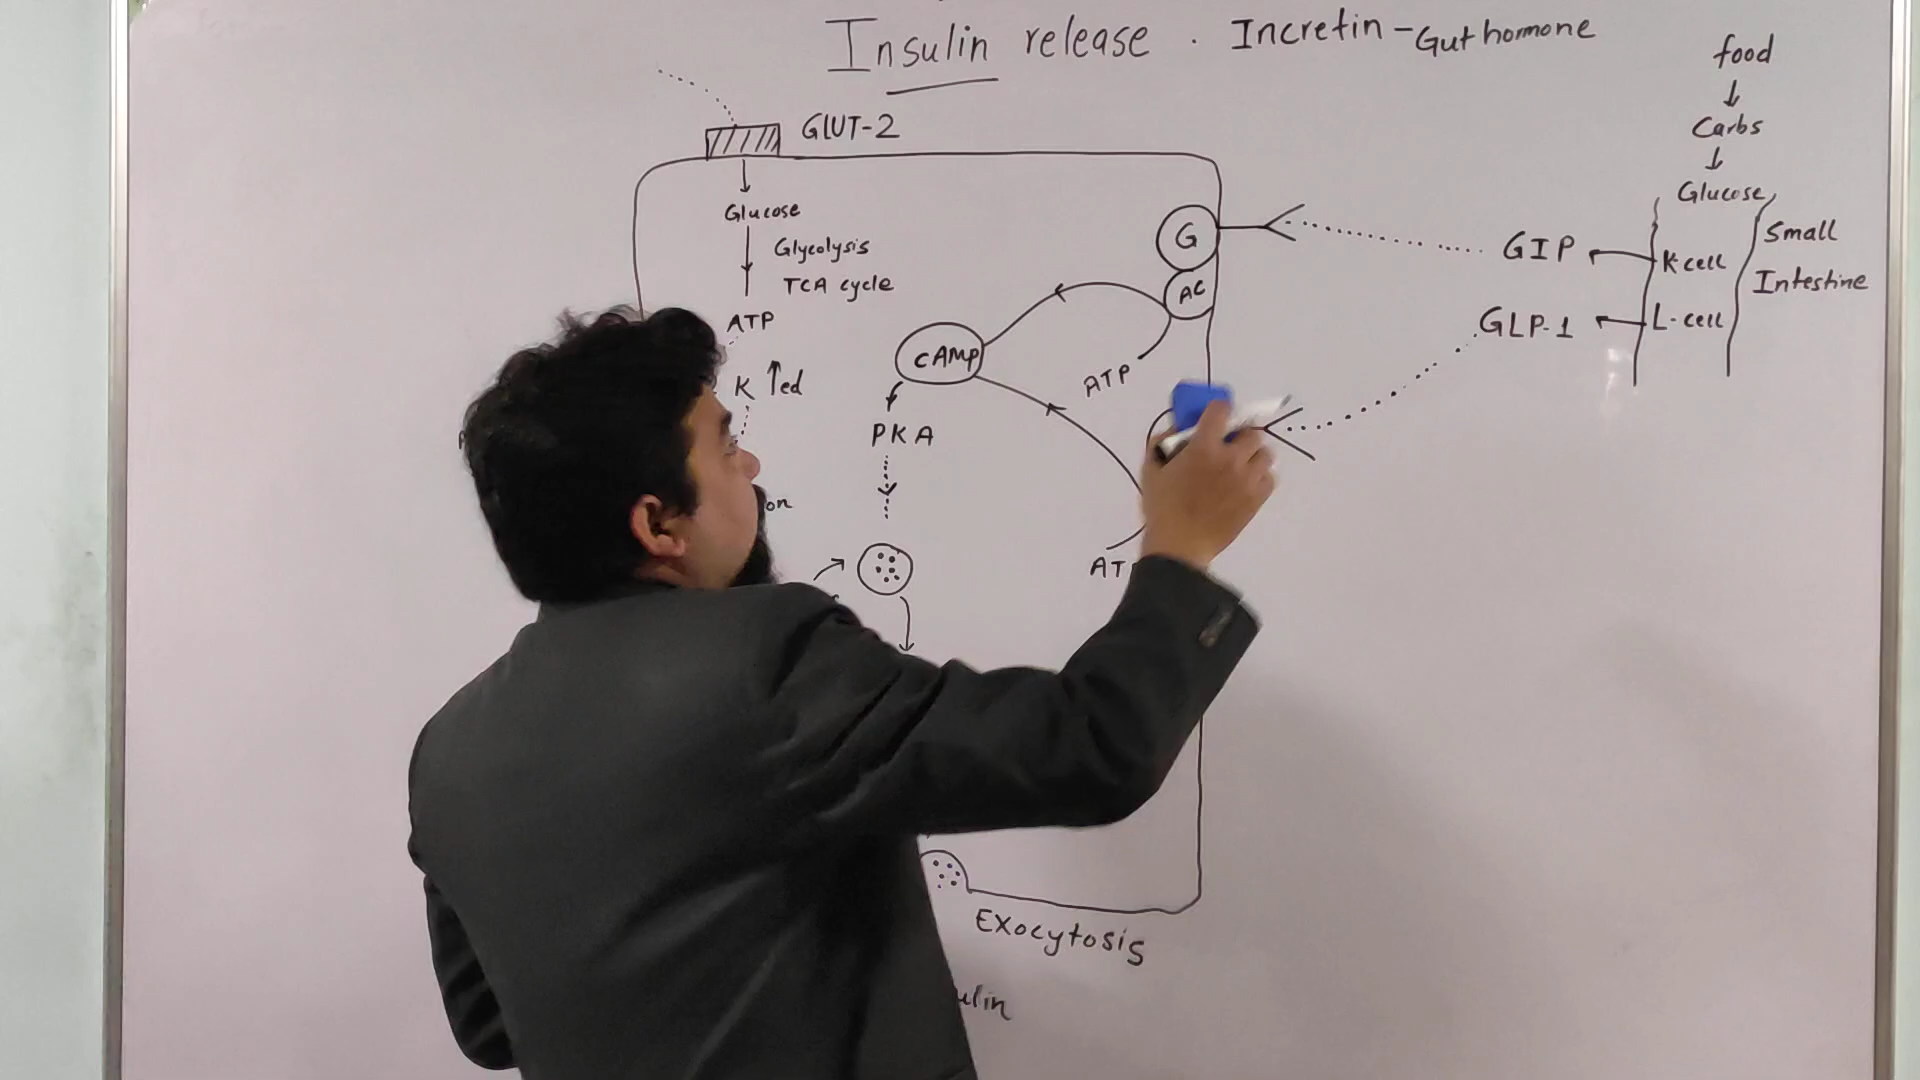 Insulin release . Incretin - Gut hormone
food
Carbs
Glucose
GLUT-2
Glucose
Glycolysis
TCA cycle
ATP
K ↑ed
G
AC
cAMP
ATP
PKA
GIP
K-cell
GLP-1
L-cell
Small
Intestine
Exocytosis